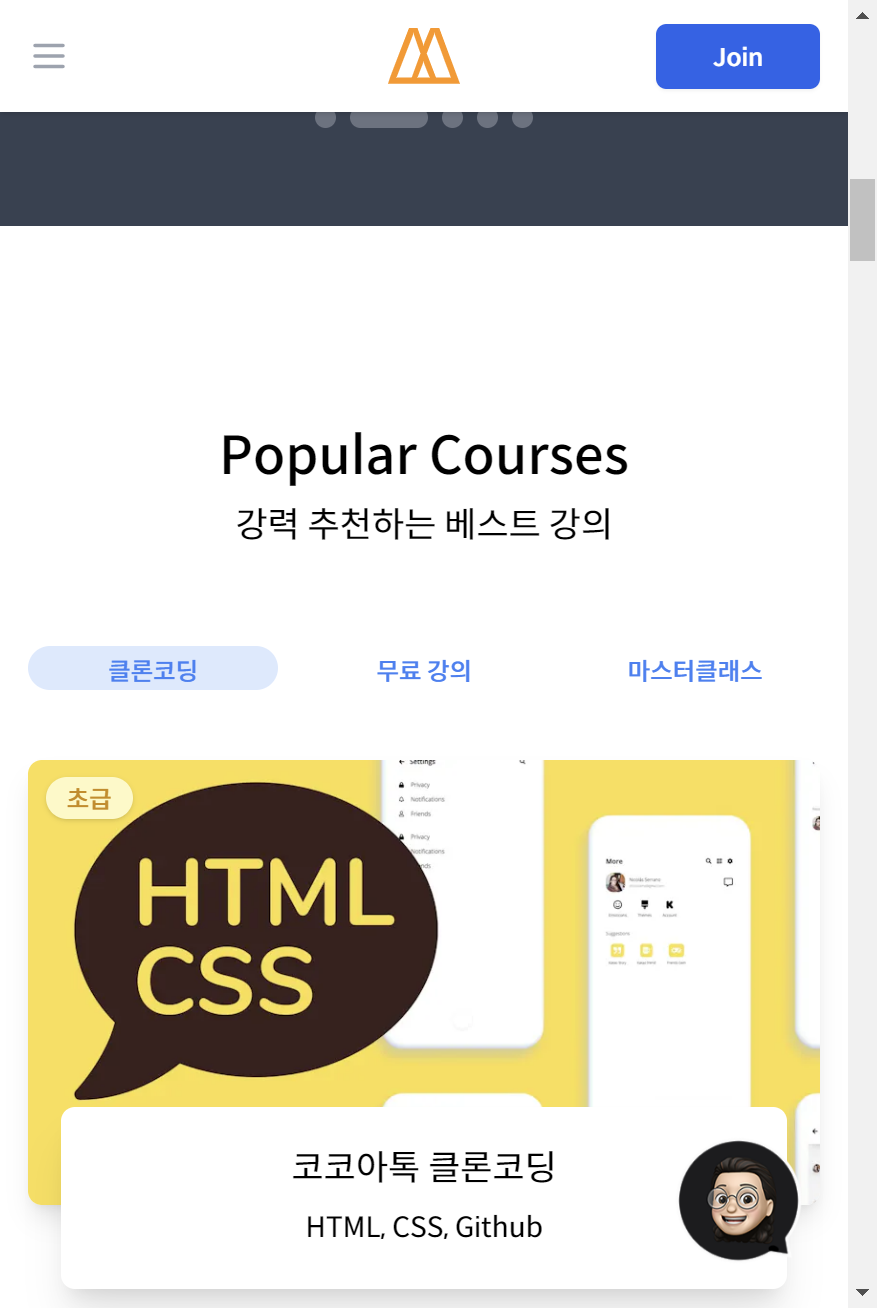 Join
Popular Courses
강력 추천하는 베스트 강의
클론코딩
무료 강의
마스터클래스
초급
HTML
CSS
Settings
Privacy
Notifications
Friends
Privacy
Notifications
More
Suggestions
코코아톡 클론코딩
HTML, CSS, Github